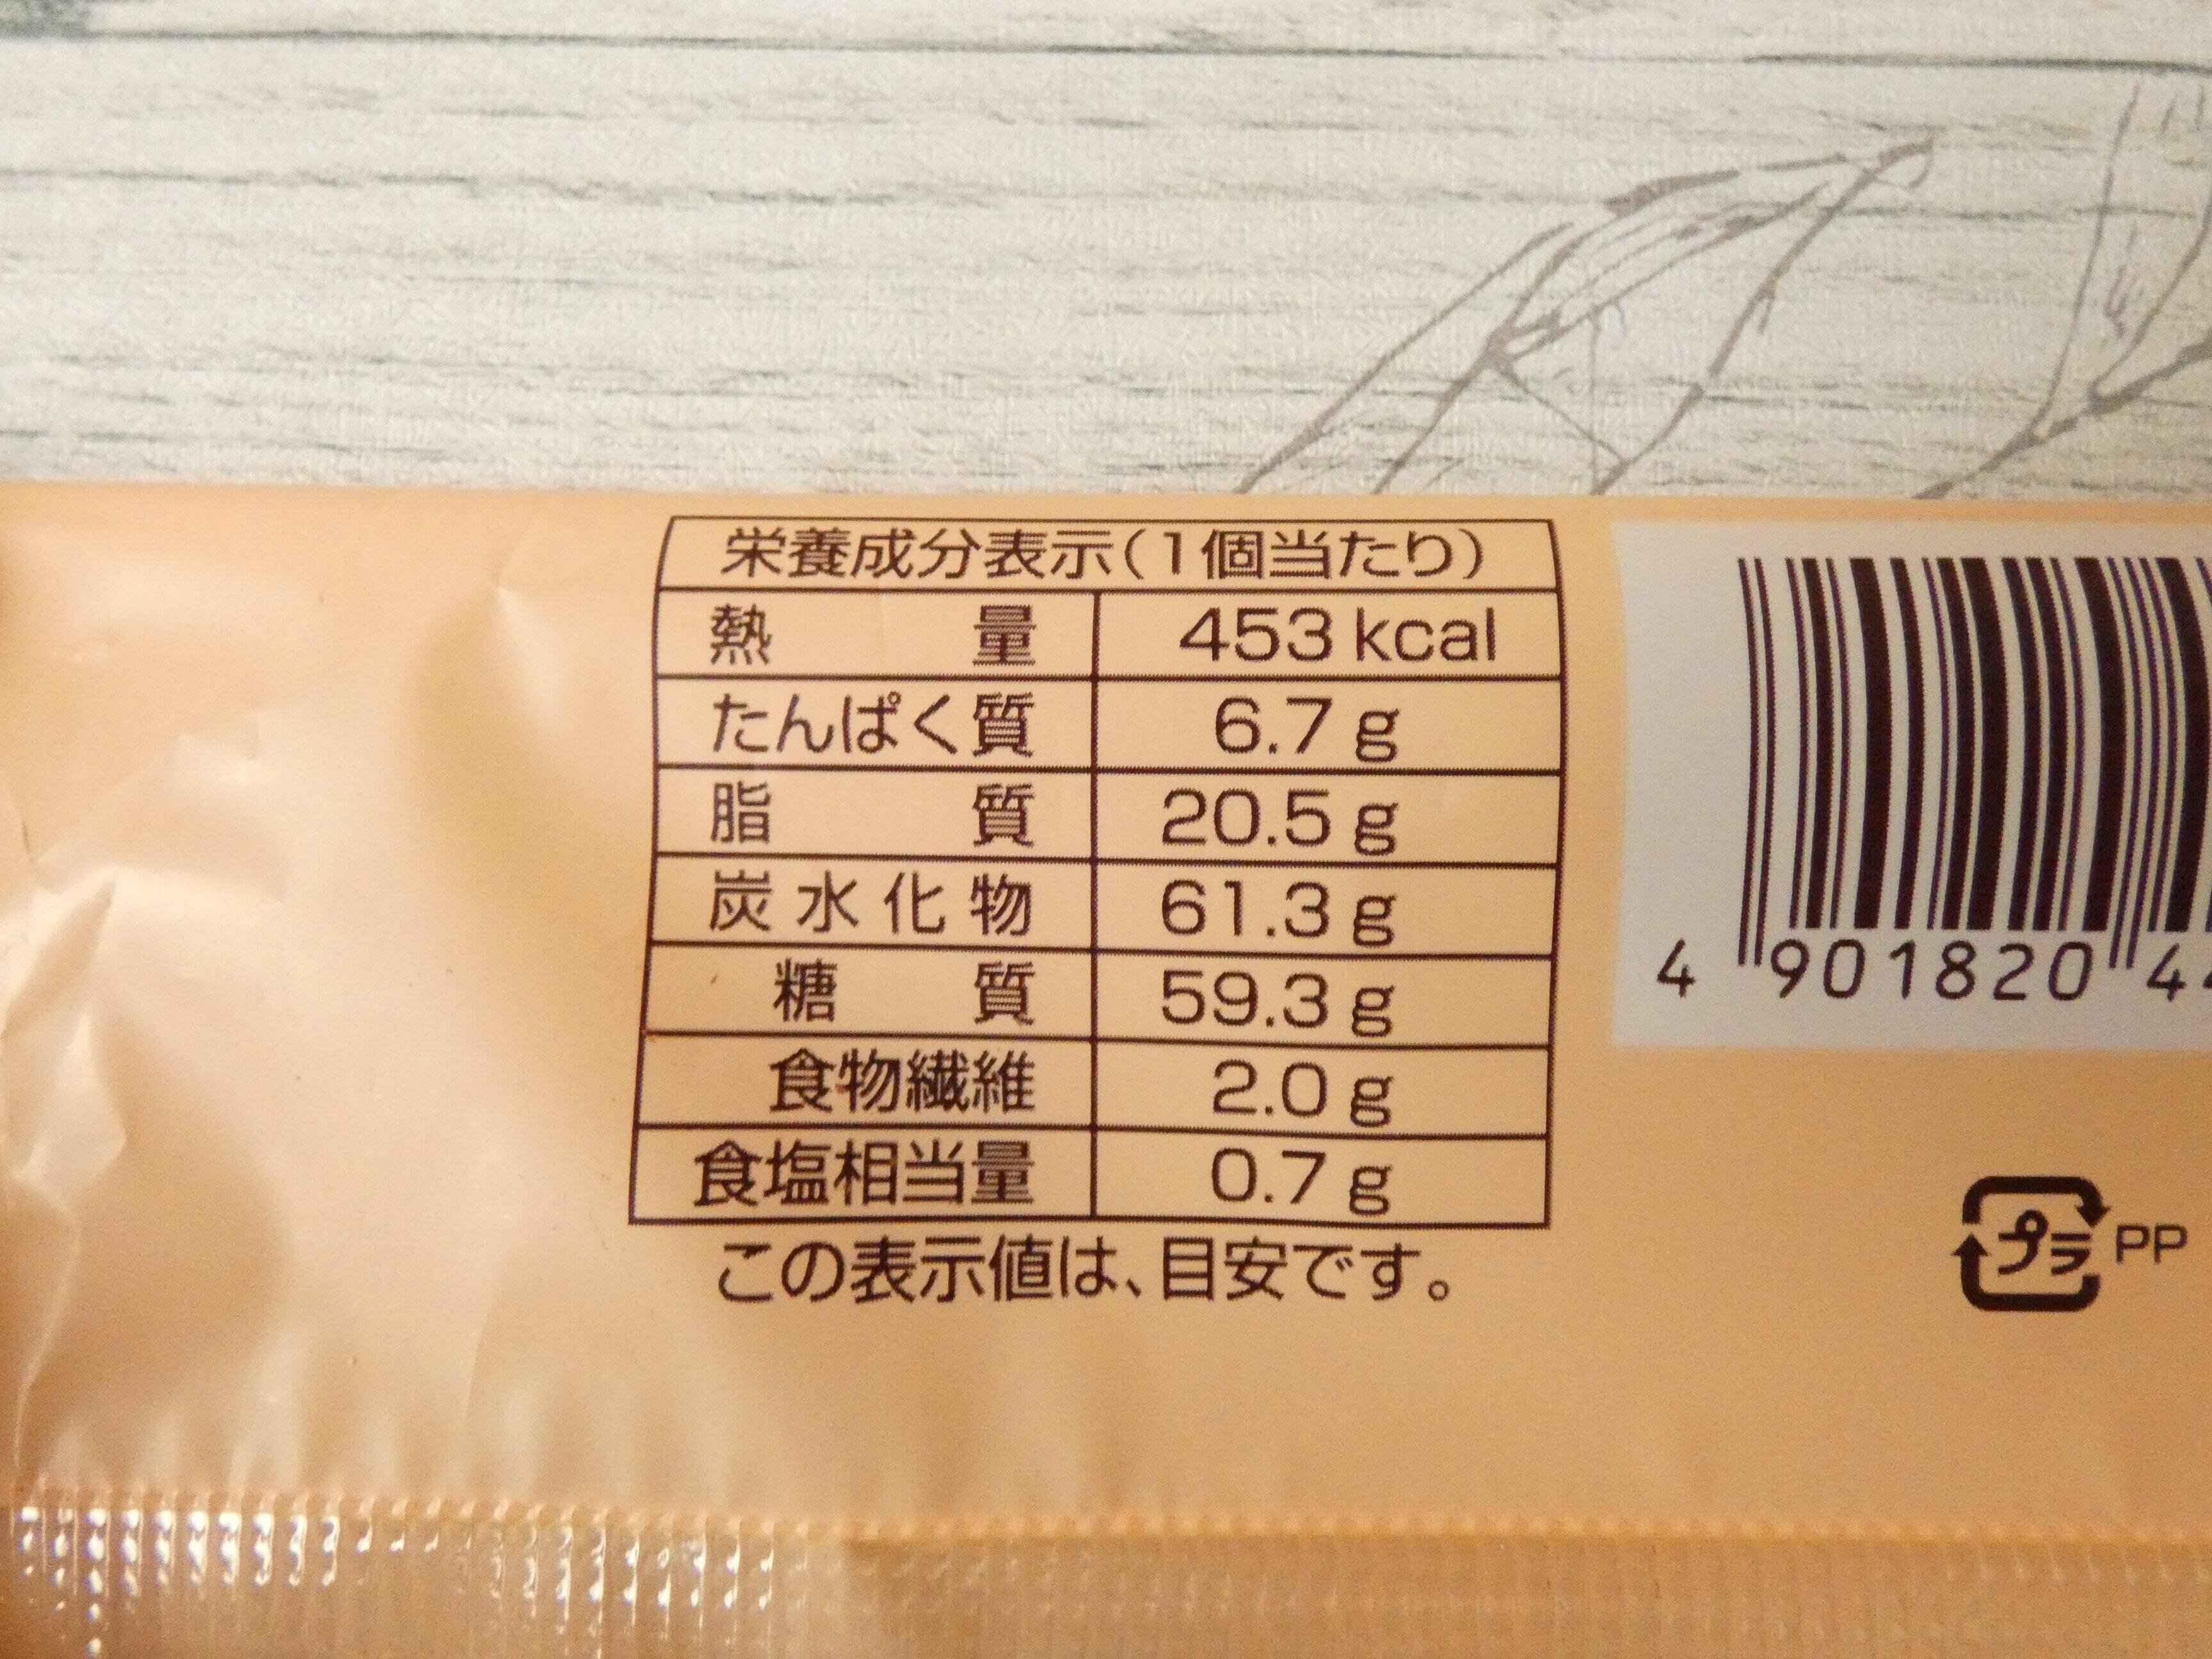 栄養成分表示(1個当たり)
熱量 453 kcal
たんぱく質 6.7 g
脂質 20.5 g
炭水化物 61.3 g
糖質 59.3 g
食物繊維 2.0 g
食塩相当量 0.7 g
この表示値は、目安です。
4 901820 4
プラ PP